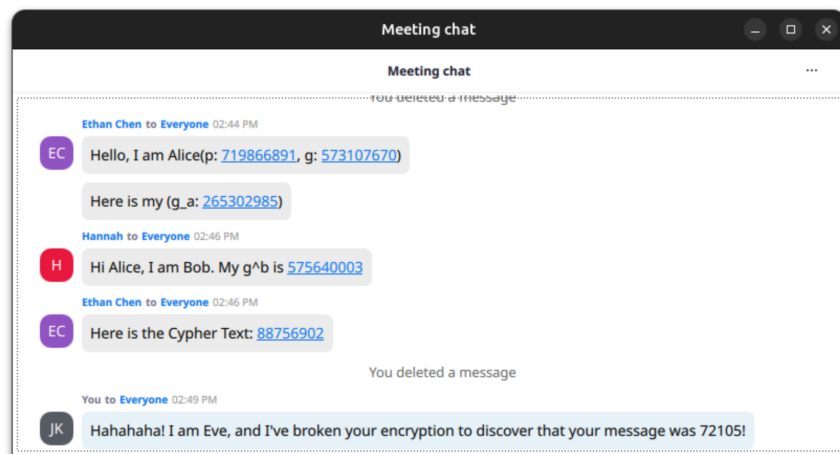 Meeting chat
Meeting chat
You deleted a message
Ethan Chen to Everyone 02:44 PM
EC
Hello, I am Alice(p: 719866891, g: 573107670)
Here is my (g_a: 265302985)
Hannah to Everyone 02:46 PM
H
Hi Alice, I am Bob. My g^b is 575640003
Ethan Chen to Everyone 02:46 PM
EC
Here is the Cypher Text: 88756902
You deleted a message
You to Everyone 02:49 PM
JK
Hahahaha! I am Eve, and I've broken your encryption to discover that your message was 72105!